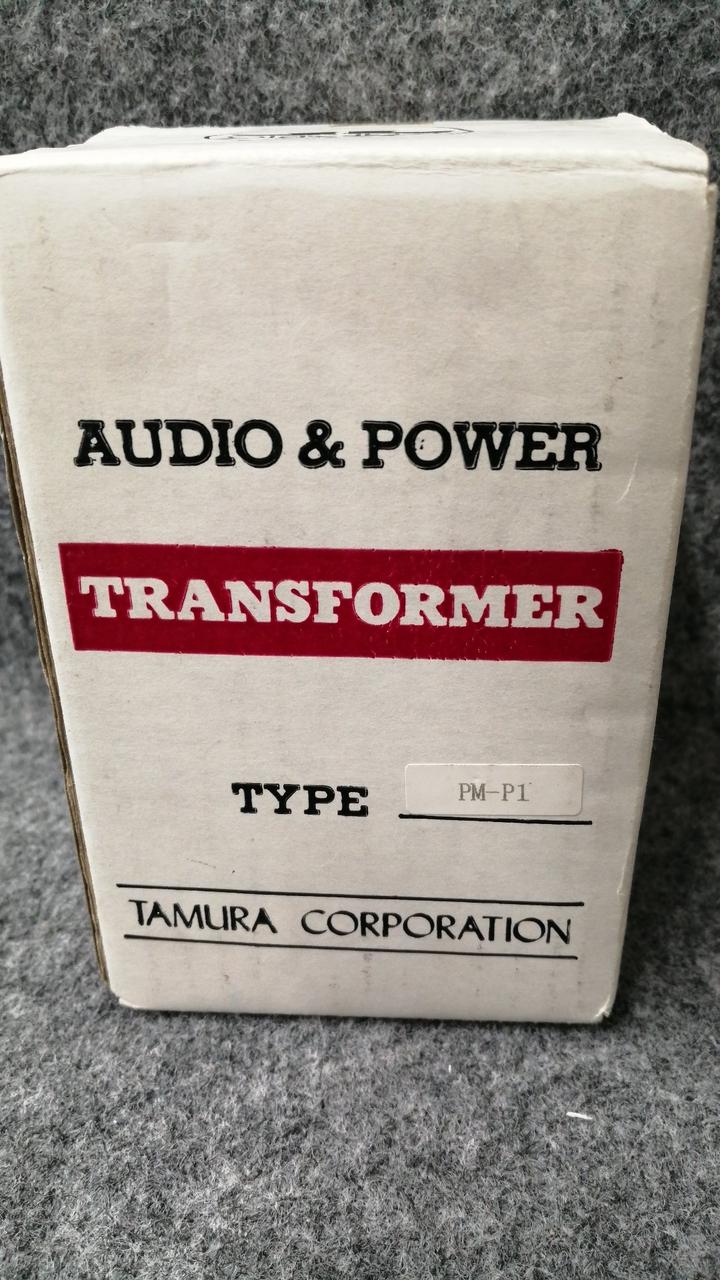 AUDIO & POWER
TRANSFORMER
TYPE PM-P1
TAMURA CORPORATION